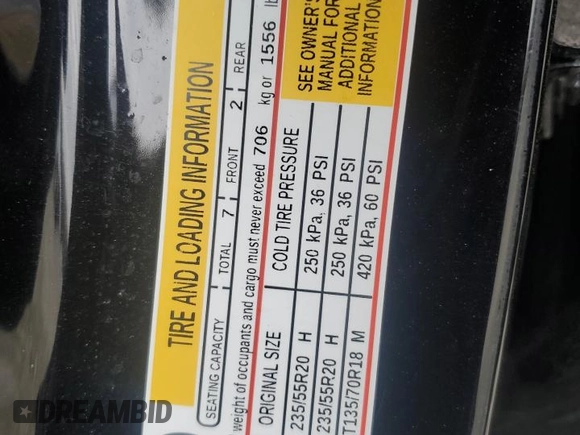 TIRE AND LOADING INFORMATION
SEATING CAPACITY TOTAL 7 FRONT 2 REAR
weight of occupants and cargo must never exceed 706 kg or 1556
ORIGINAL SIZE COLD TIRE PRESSURE
235/55R20 H 250 kPa, 36 PSI
235/55R20 H 250 kPa, 36 PSI
T135/70R18 M 420 kPa, 60 PSI
SEE OWNER'S
MANUAL FOR
ADDITIONAL
INFORMATION
DREAMBID